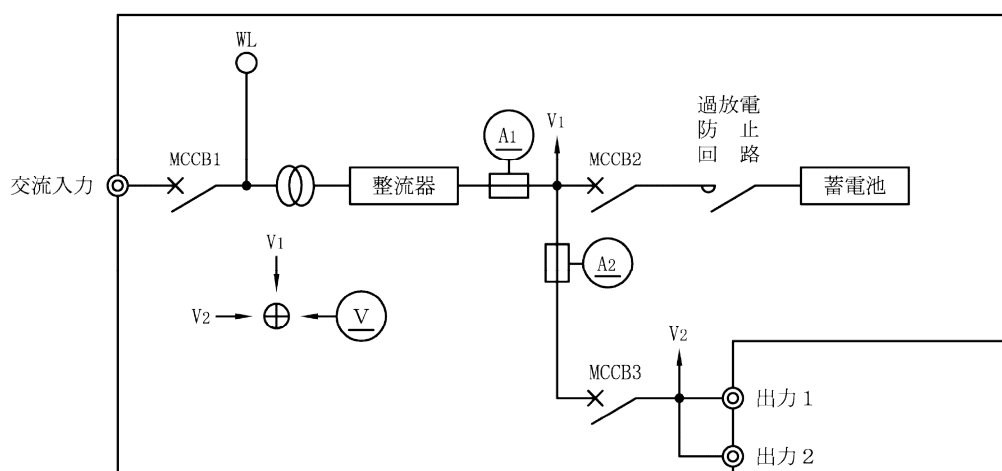 WL
A1
V1
過放電
防　止
回　路
MCCB1
MCCB2
交流入力
整流器
蓄電池
V1
A2
V2
V
V2
MCCB3
出力1
出力2